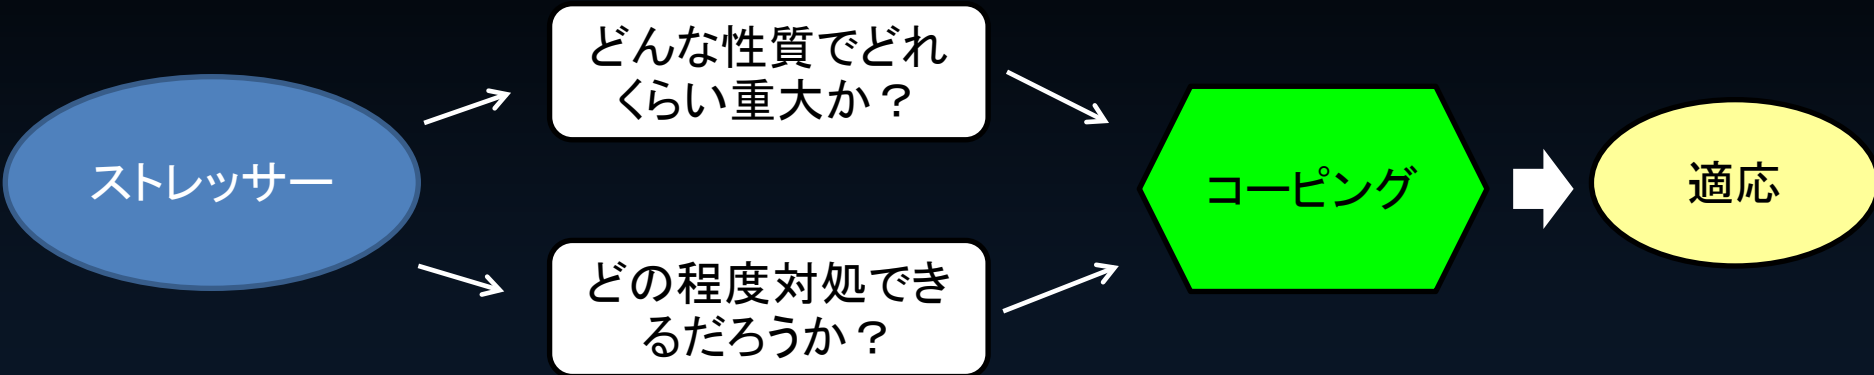 ストレッサー
どんな性質でどれ
くらい重大か？
どの程度対処でき
るだろうか？
コーピング
適応